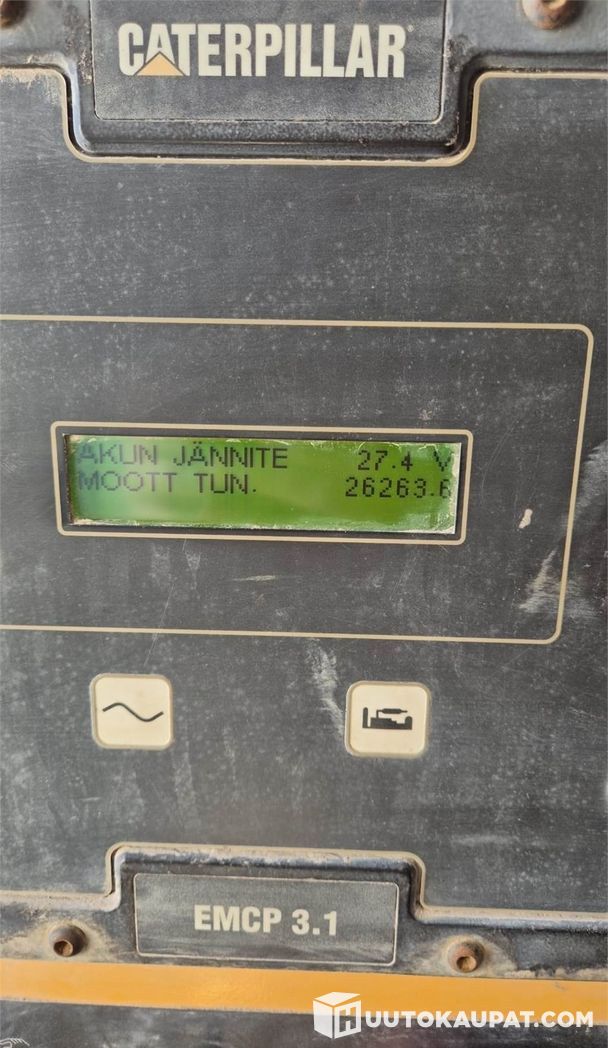 CATERPILLAR
AKUN JÄNNITE 27.4 V
MOOTT TUN. 26263.6
EMCP 3.1
HUUTOKAUPAT.COM